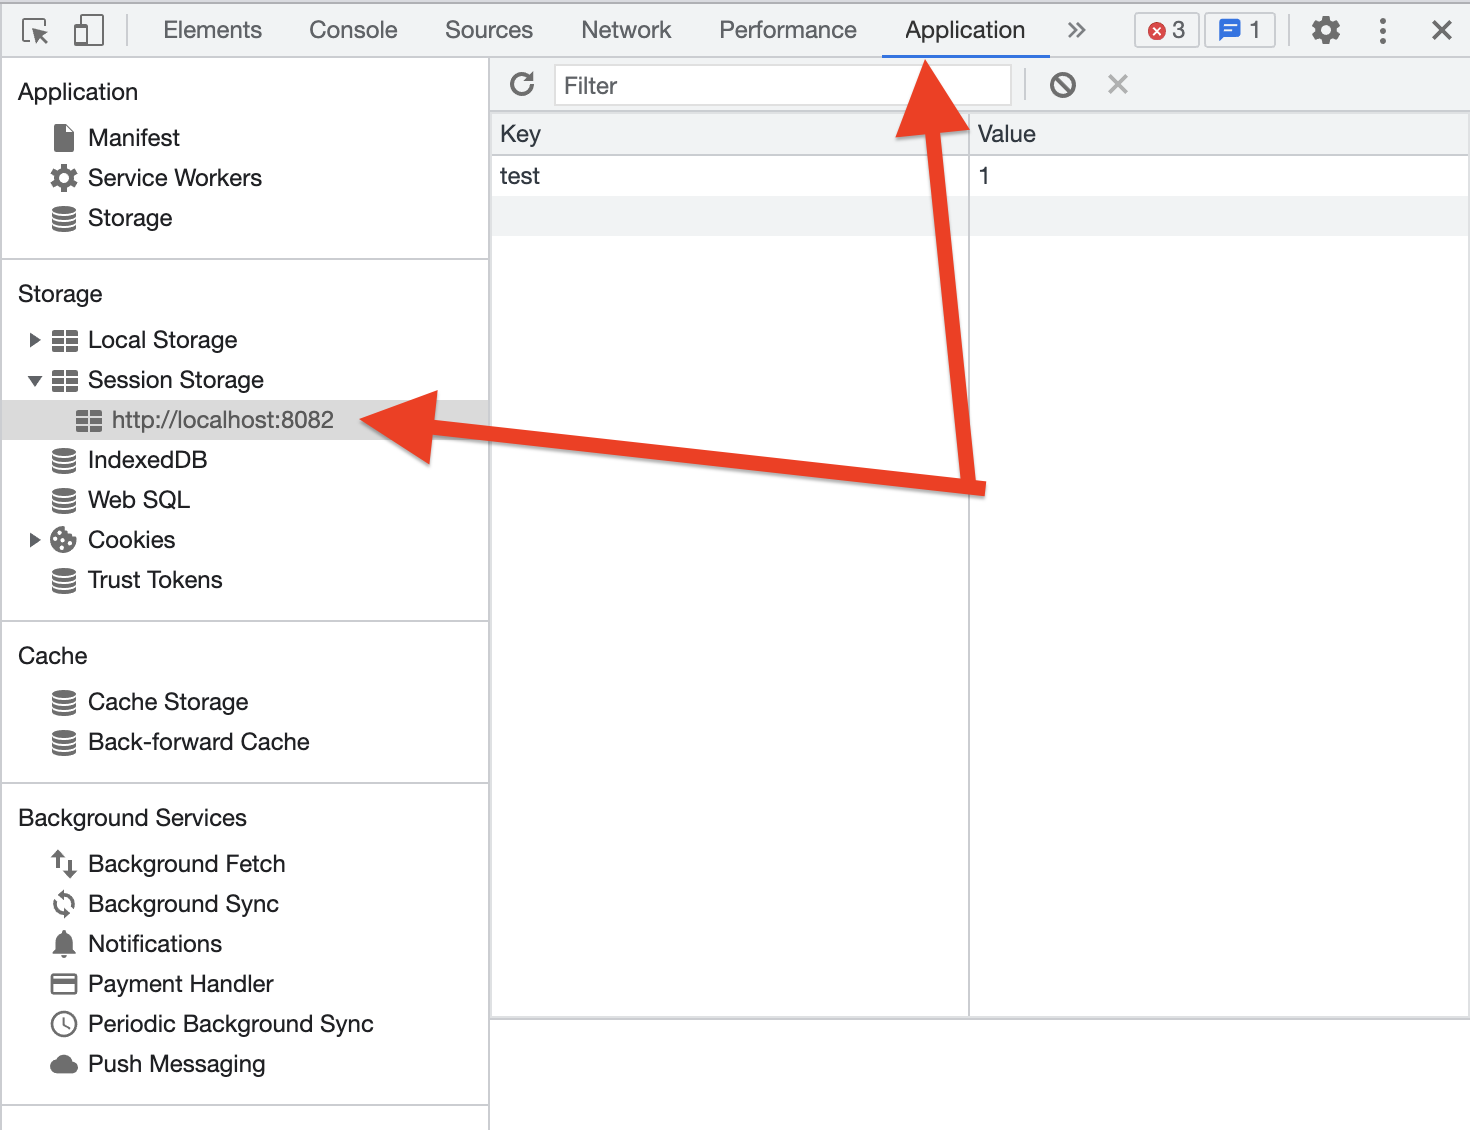 Elements Console Sources Network Performance Application 3 1
Application
Manifest
Service Workers
Storage
Storage
Local Storage
Session Storage
http://localhost:8082
IndexedDB
Web SQL
Cookies
Trust Tokens
Cache
Cache Storage
Back-forward Cache
Background Services
Background Fetch
Background Sync
Notifications
Payment Handler
Periodic Background Sync
Push Messaging
Filter
Key Value
test 1